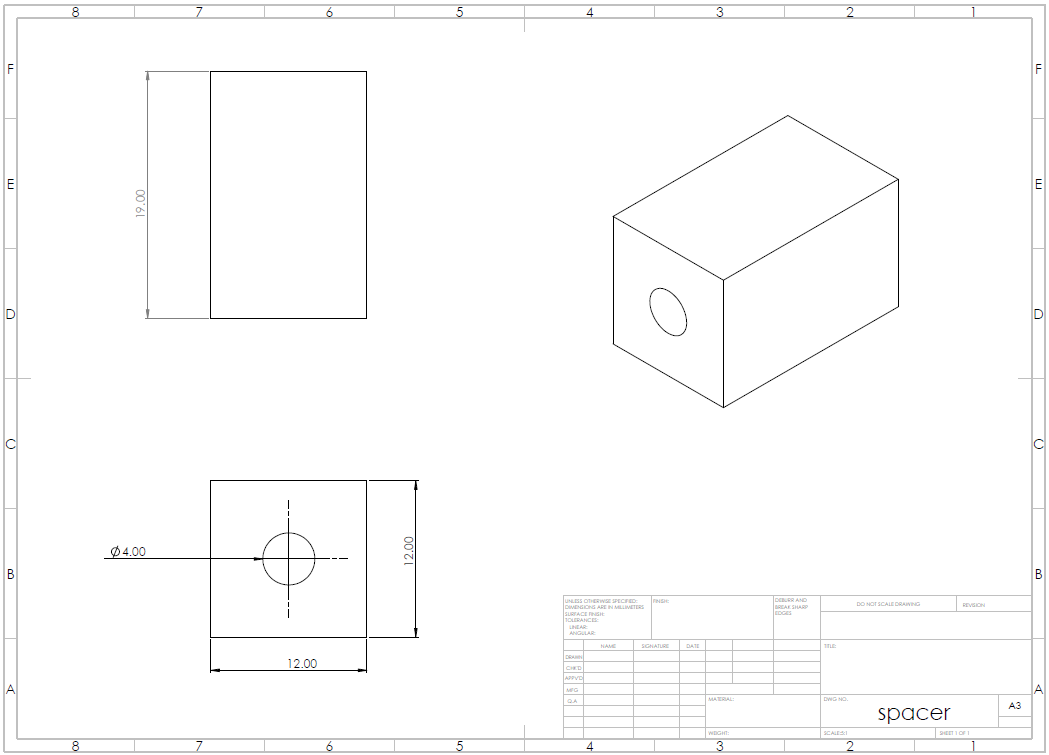 8 7 6 5 4 3 2 1
F F
E E
D D
C C
B B
A A
19.00
⌀4.00
12.00
12.00
UNLESS OTHERWISE SPECIFIED:
DIMENSIONS ARE IN MILLIMETERS
SURFACE FINISH:
TOLERANCES:
LINEAR:
ANGULAR:
FINISH:
DEBURR AND
BREAK SHARP
EDGES
DO NOT SCALE DRAWING
REVISION
NAME SIGNATURE DATE
DRAWN
CHK'D
APPV'D
MFG
Q.A
TITLE:
MATERIAL:
DWG NO.
spacer
A3
WEIGHT:
SCALE:5:1
SHEET 1 OF 1
8 7 6 5 4 3 2 1